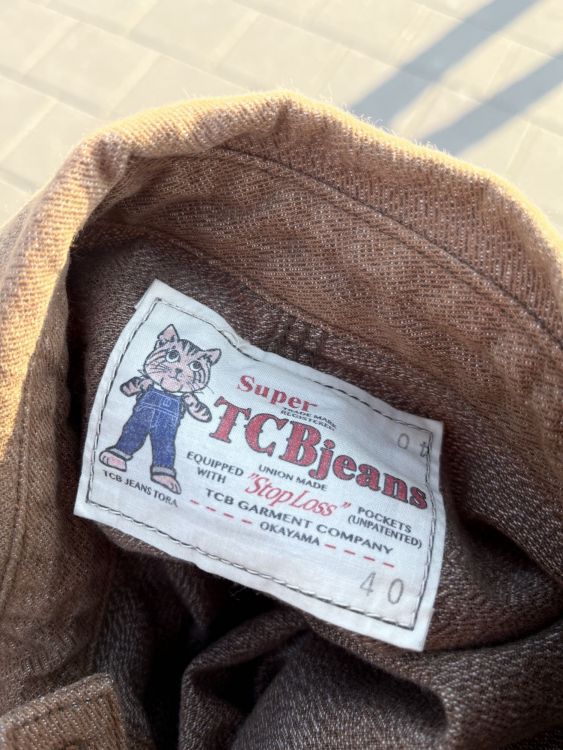 Super
TRADE MARK
REGISTERED
TCBjeans
UNION MADE
EQUIPPED WITH "Stop Loss" POCKETS (UNPATENTED)
TCB GARMENT COMPANY
OKAYAMA
TCB JEANS TORA
40
40